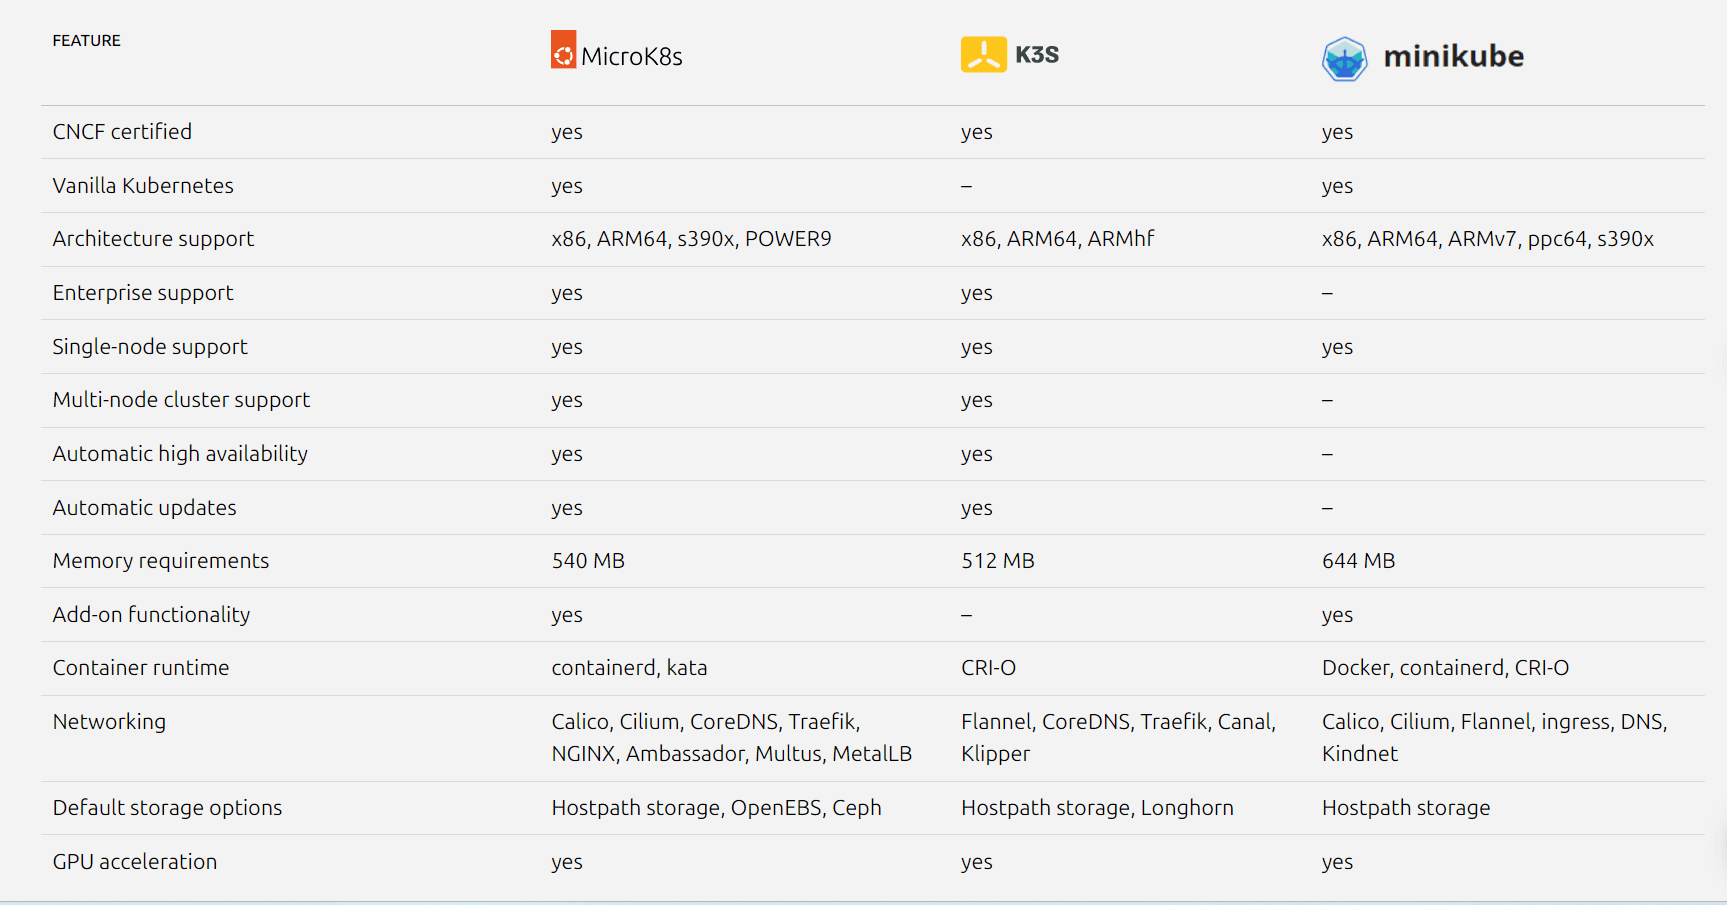 FEATURE MicroK8s K3S minikube
CNCF certified yes yes yes
Vanilla Kubernetes yes – yes
Architecture support x86, ARM64, s390x, POWER9 x86, ARM64, ARMhf x86, ARM64, ARMv7, ppc64, s390x
Enterprise support yes yes –
Single-node support yes yes yes
Multi-node cluster support yes yes –
Automatic high availability yes yes –
Automatic updates yes yes –
Memory requirements 540 MB 512 MB 644 MB
Add-on functionality yes – yes
Container runtime containerd, kata CRI-O Docker, containerd, CRI-O
Networking Calico, Cilium, CoreDNS, Traefik, Flannel, CoreDNS, Traefik, Canal, Calico, Cilium, Flannel, ingress, DNS,
NGINX, Ambassador, Multus, MetalLB Klipper Kindnet
Default storage options Hostpath storage, OpenEBS, Ceph Hostpath storage, Longhorn Hostpath storage
GPU acceleration yes yes yes